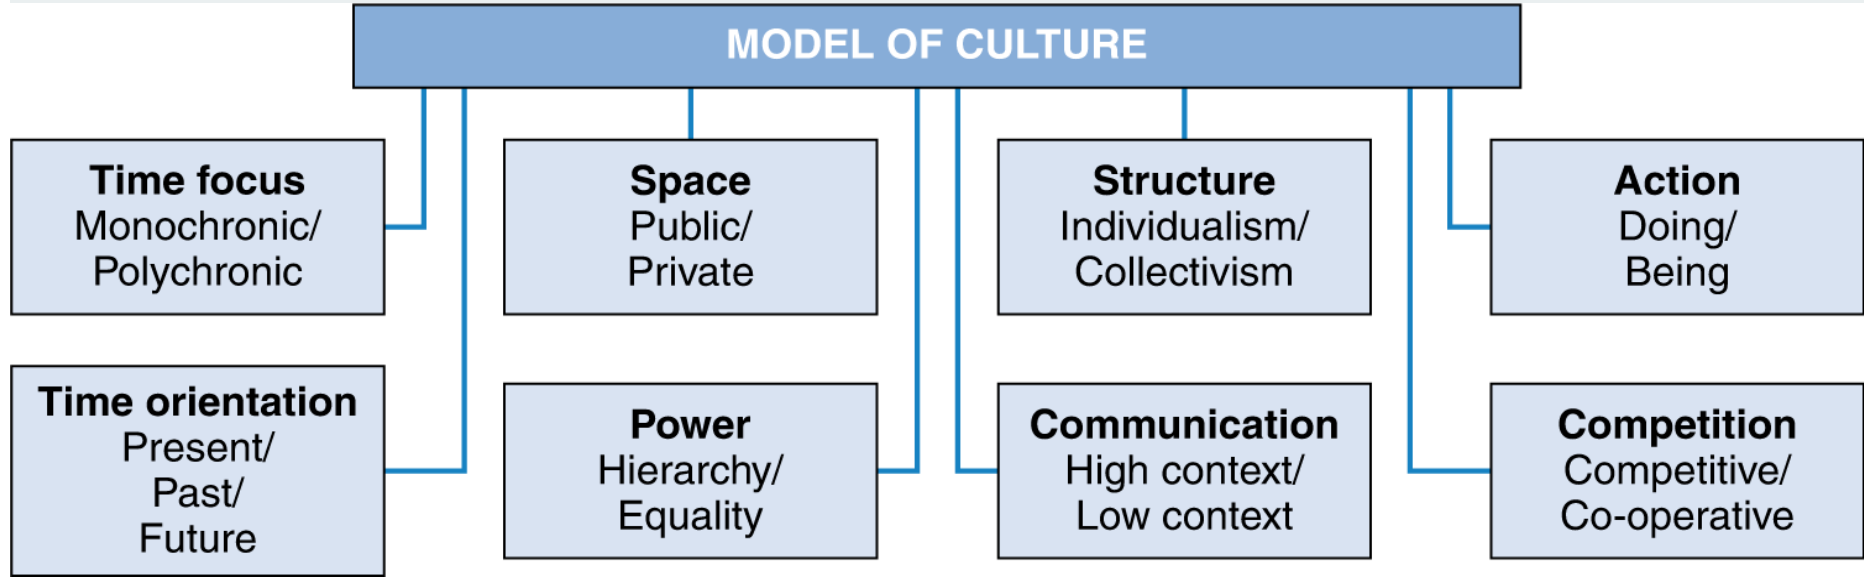 MODEL OF CULTURE
Time focus
Monochronic/
Polychronic
Space
Public/
Private
Structure
Individualism/
Collectivism
Action
Doing/
Being
Time orientation
Present/
Past/
Future
Power
Hierarchy/
Equality
Communication
High context/
Low context
Competition
Competitive/
Co-operative